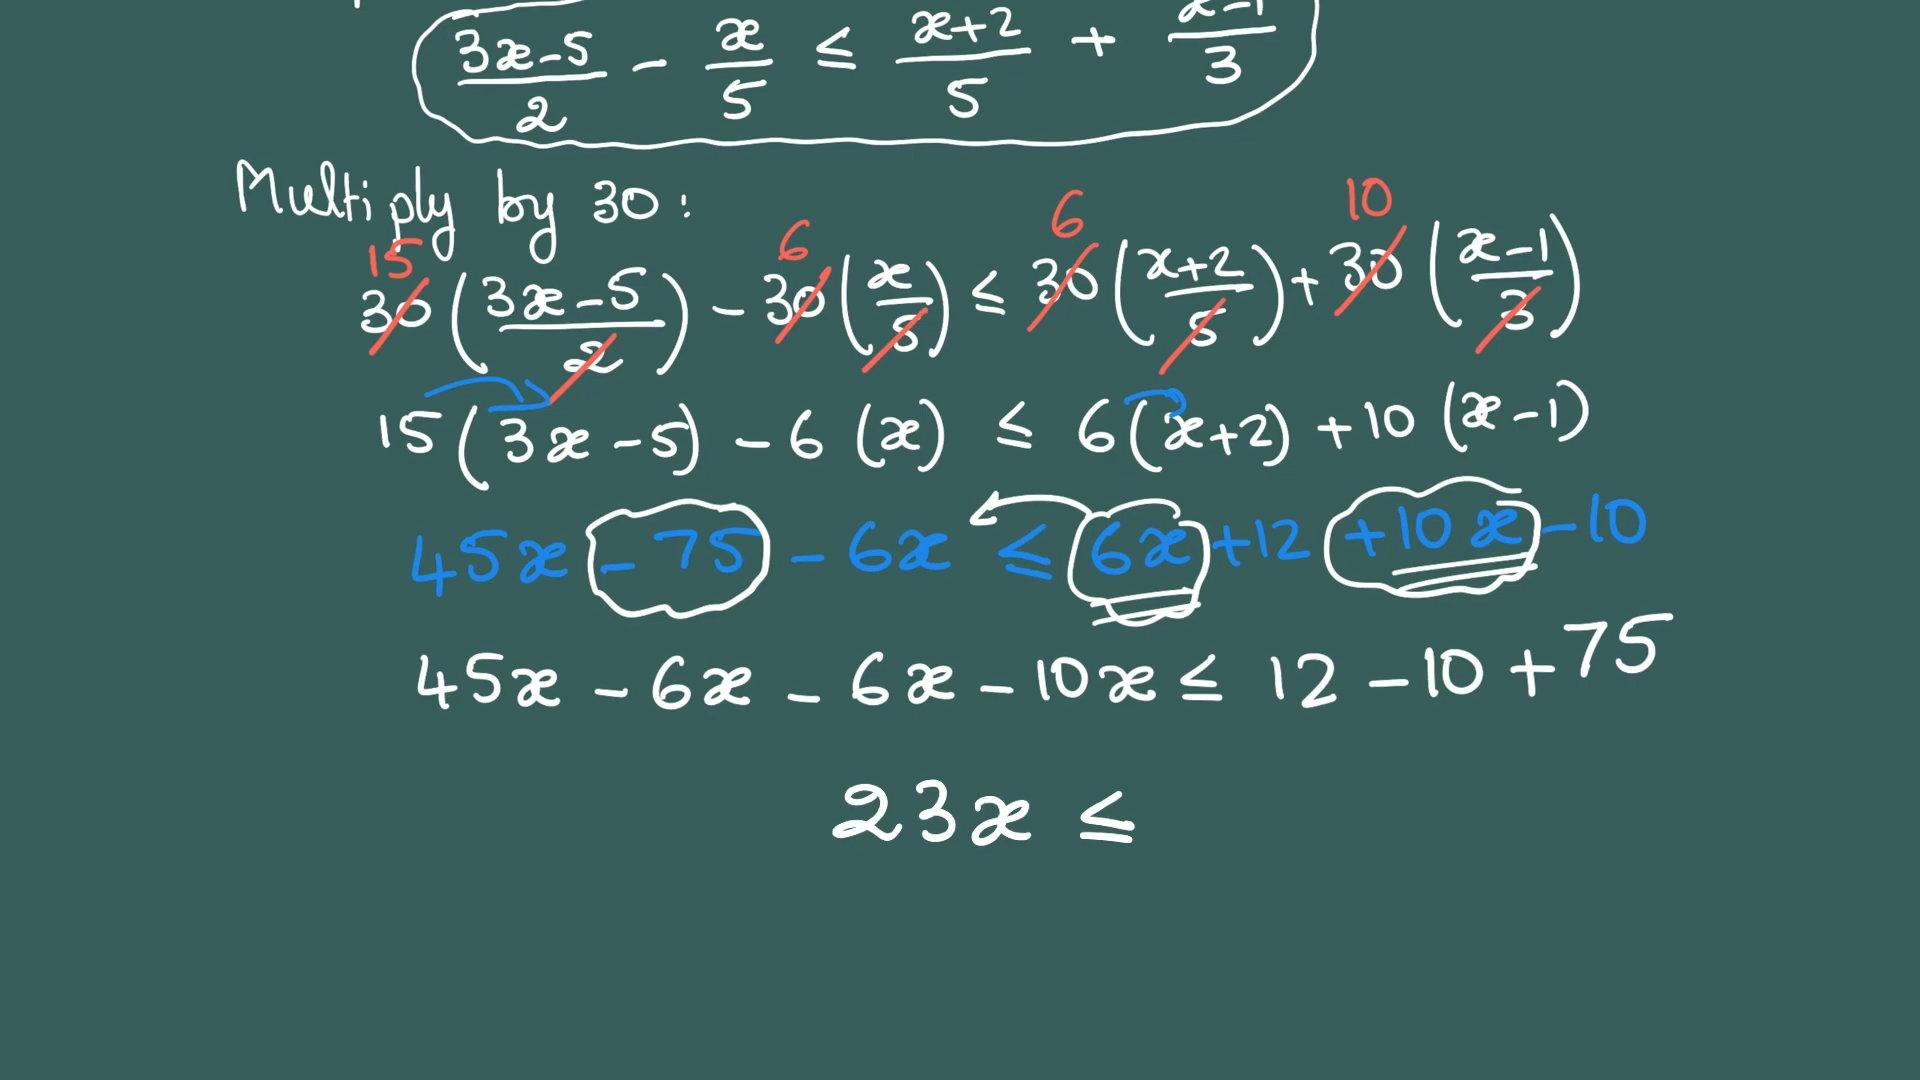 (3x-5)/2 - x/5 ≤ (x+2)/5 + (x-1)/3
Multiply by 30:
15 6 6 10
30 ((3x-5)/2) - 30 (x/5) ≤ 30 ((x+2)/5) + 30 ((x-1)/3)
15 (3x-5) - 6 (x) ≤ 6 (x+2) + 10 (x-1)
45x - 75 - 6x ≤ 6x + 12 + 10x - 10
45x - 6x - 6x - 10x ≤ 12 - 10 + 75
23x ≤